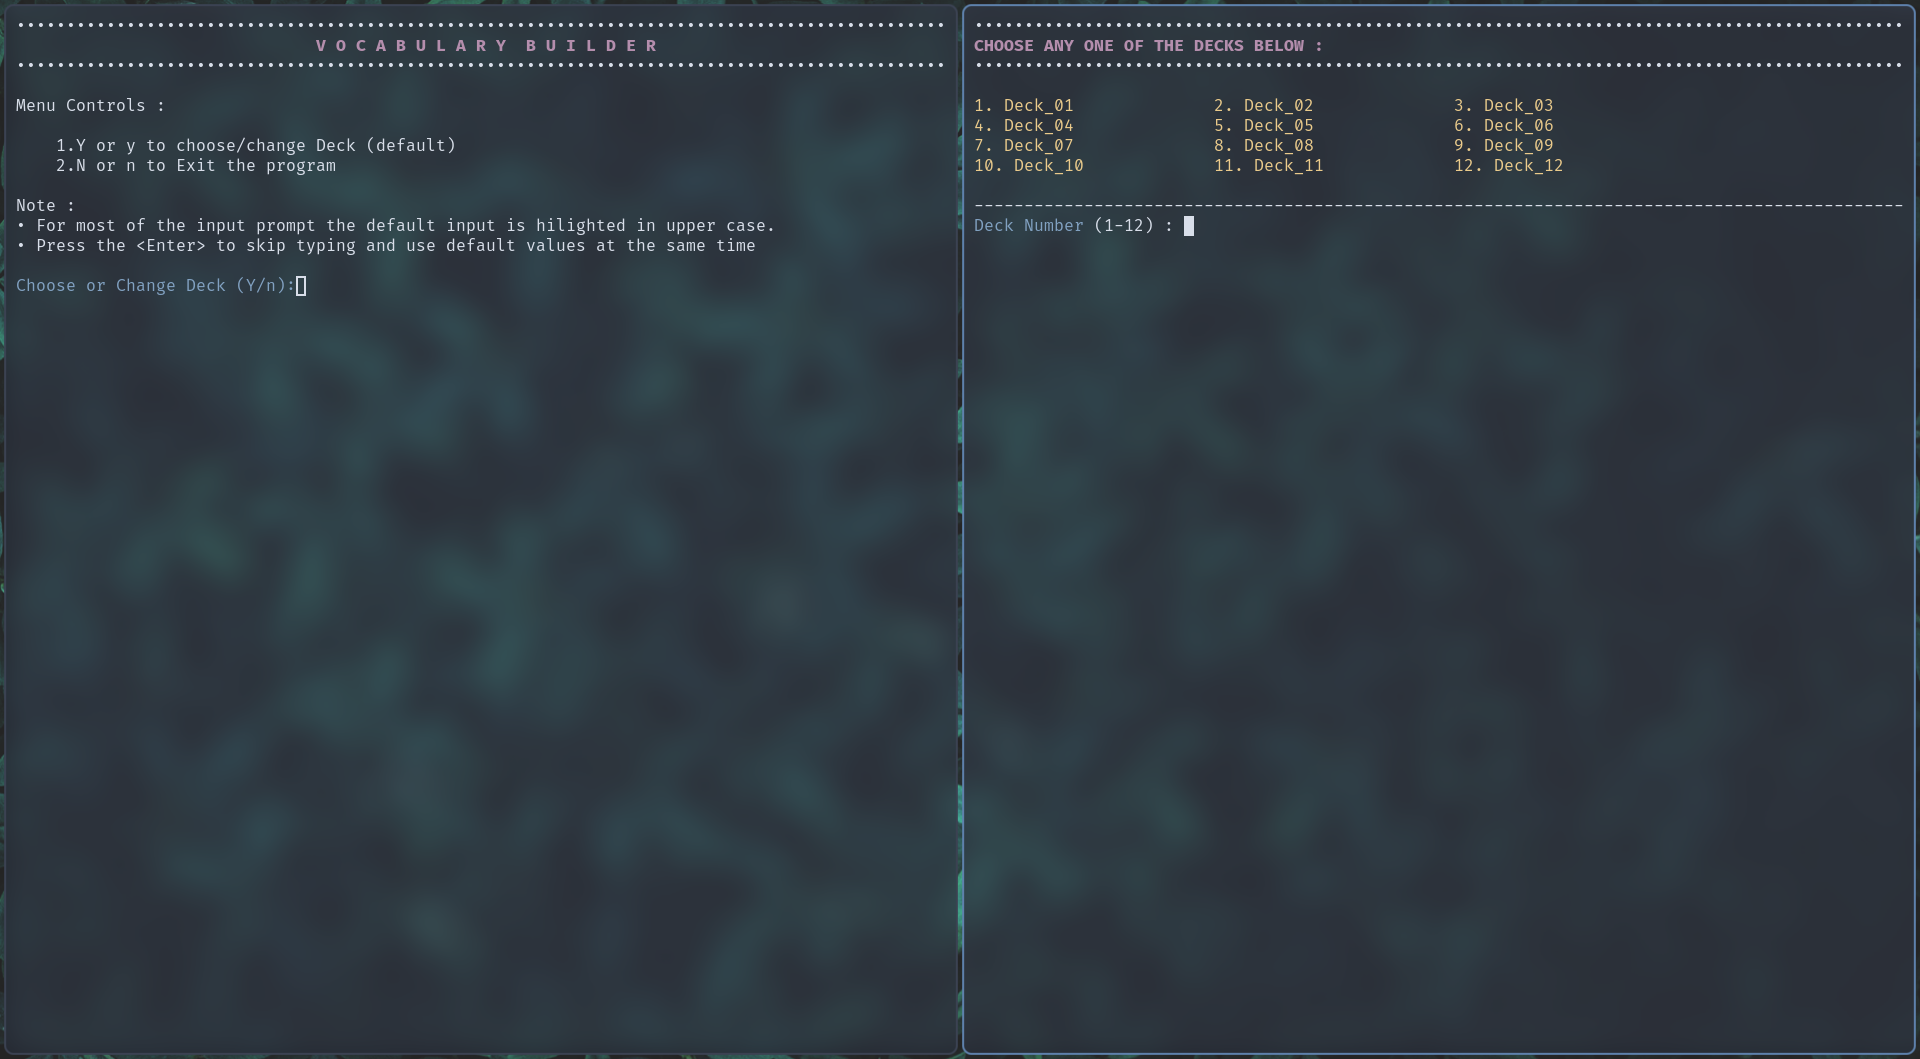 V O C A B U L A R Y  B U I L D E R
Menu Controls :
1.Y or y to choose/change Deck (default)
2.N or n to Exit the program
Note :
• For most of the input prompt the default input is hilighted in upper case.
• Press the <Enter> to skip typing and use default values at the same time
Choose or Change Deck (Y/n):
CHOOSE ANY ONE OF THE DECKS BELOW :
1. Deck_01 2. Deck_02 3. Deck_03
4. Deck_04 5. Deck_05 6. Deck_06
7. Deck_07 8. Deck_08 9. Deck_09
10. Deck_10 11. Deck_11 12. Deck_12
Deck Number (1-12) :